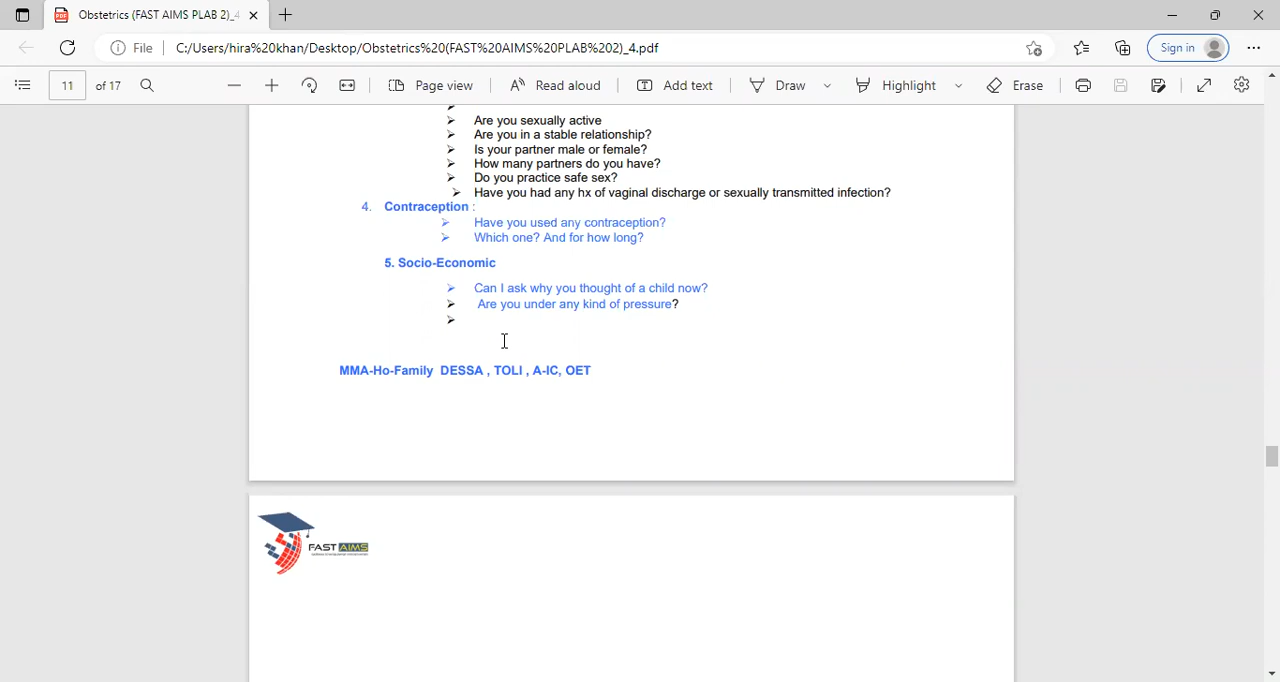 Obstetrics (FAST AIMS PLAB 2)_4
File C:/Users/hira%20khan/Desktop/Obstetrics%20(FAST%20AIMS%20PLAB%202)_4.pdf Sign in
11 of 17 Page view Read aloud Add text Draw Highlight Erase
Are you sexually active
Are you in a stable relationship?
Is your partner male or female?
How many partners do you have?
Do you practice safe sex?
Have you had any hx of vaginal discharge or sexually transmitted infection?
4. Contraception :
Have you used any contraception?
Which one? And for how long?
5. Socio-Economic
Can I ask why you thought of a child now?
Are you under any kind of pressure?
MMA-Ho-Family DESSA , TOLI , A-IC, OET
FAST AIMS